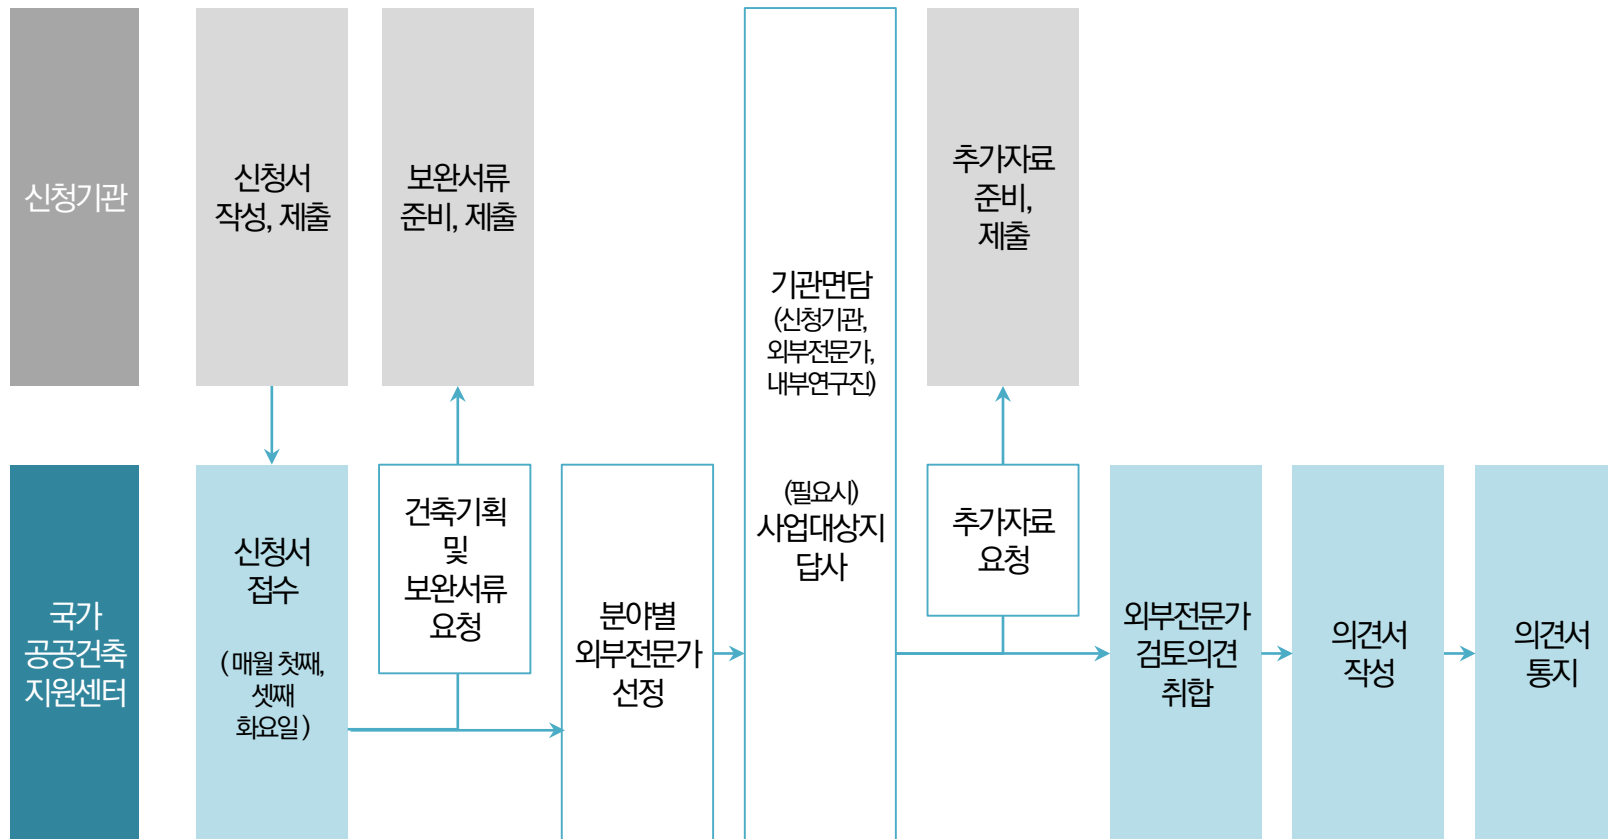 신청기관
신청서
작성, 제출
보완서류
준비, 제출
기관면담
(신청기관,
외부전문가,
내부연구진)
(필요시)
사업대상지
답사
추가자료
준비,
제출
국가
공공건축
지원센터
신청서
접수
( 매월 첫째,
셋째
화요일 )
건축기획
및
보완서류
요청
분야별
외부전문가
선정
추가자료
요청
외부전문가
검토의견
취합
의견서
작성
의견서
통지